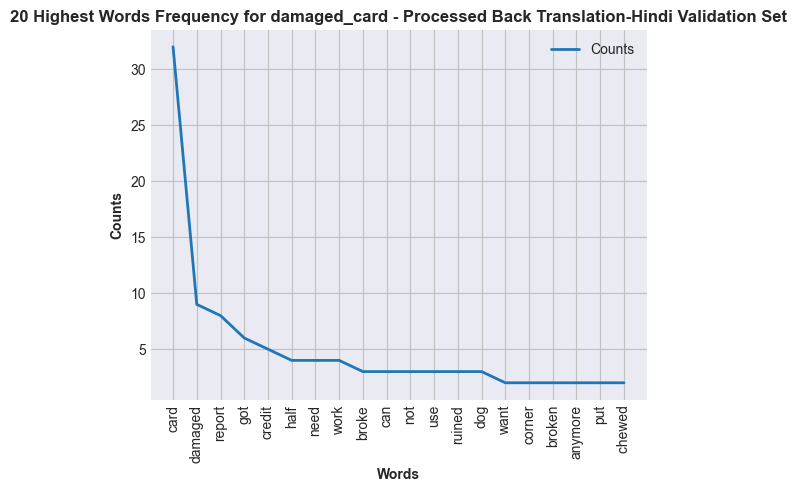 20 Highest Words Frequency for damaged_card - Processed Back Translation-Hindi Validation Set
Counts
30
25
20
15
10
5
Counts
card
damaged
report
got
credit
half
need
work
broke
can
not
use
ruined
dog
want
corner
broken
anymore
put
chewed
Words